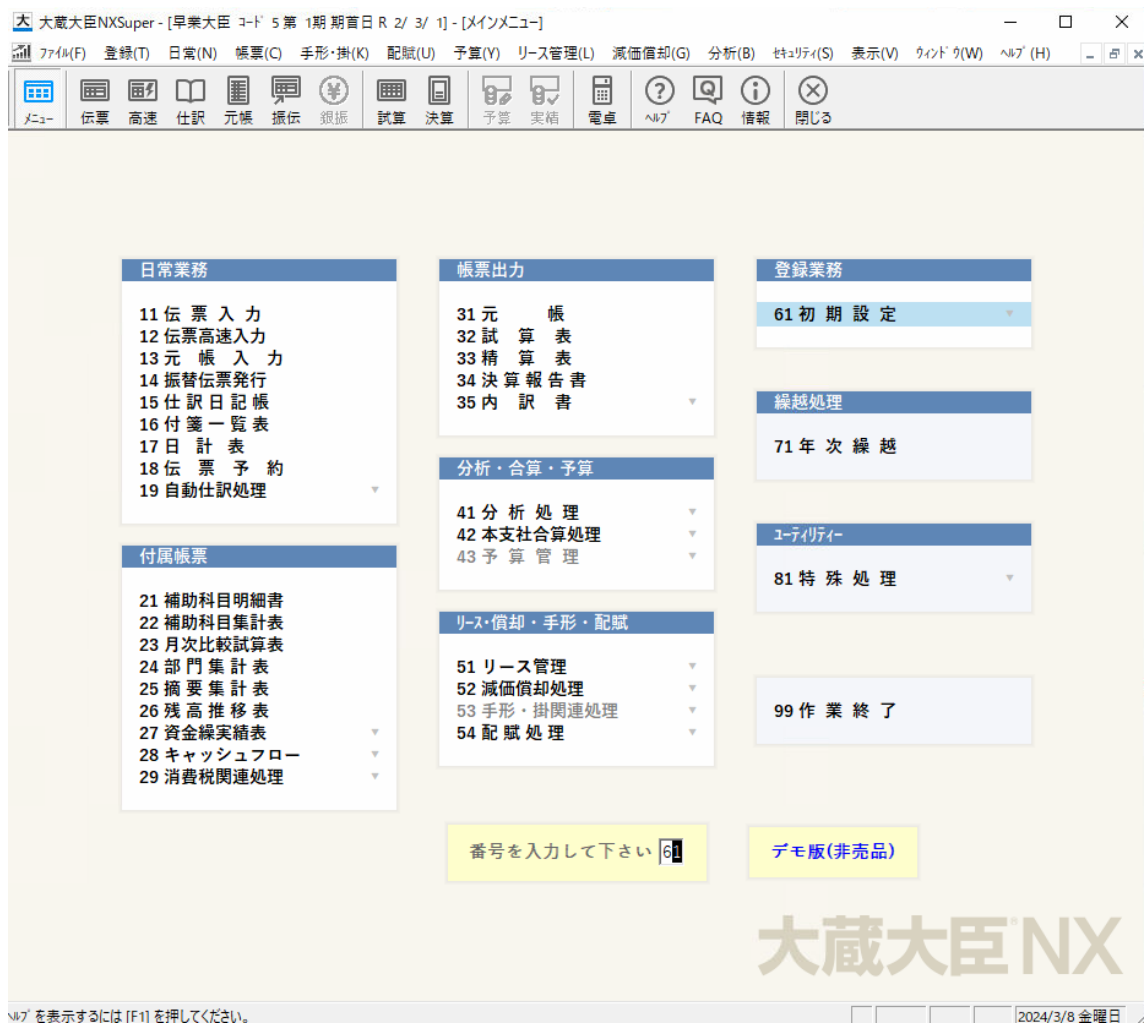 大蔵大臣NXSuper - [早業大臣 ｺｰﾄﾞ 5 第 1期 期首日 R 2/ 3/ 1] - [メインメニュー]
ﾌｧｲﾙ(F) 登録(T) 日常(N) 帳票(C) 手形･掛(K) 配賦(U) 予算(Y) リース管理(L) 減価償却(G) 分析(B) ｾｷｭﾘﾃｨ(S) 表示(V) ｳｨﾝﾄﾞｳ(W) ﾍﾙﾌﾟ(H)
ﾒﾆｭｰ 伝票 高速 仕訳 元帳 振伝 銀振 試算 決算 予算 実績 電卓 ﾍﾙﾌﾟ FAQ 情報 閉じる
日常業務
11 伝 票 入 力
12 伝票高速入力
13 元 帳 入 力
14 振替伝票発行
15 仕 訳 日 記 帳
16 付 箋 一 覧 表
17 日 計 表
18 伝 票 予 約
19 自動仕訳処理
付属帳票
21 補助科目明細書
22 補助科目集計表
23 月次比較試算表
24 部 門 集 計 表
25 摘 要 集 計 表
26 残 高 推 移 表
27 資金繰実績表
28 キャッシュフロー
29 消費税関連処理
帳票出力
31 元 帳
32 試 算 表
33 精 算 表
34 決 算 報 告 書
35 内 訳 書
分析・合算・予算
41 分 析 処 理
42 本支社合算処理
43 予 算 管 理
ﾘｰｽ･償却・手形・配賦
51 リース管理
52 減価償却処理
53 手形・掛関連処理
54 配 賦 処 理
登録業務
61 初 期 設 定
繰越処理
71 年 次 繰 越
ﾕｰﾃｨﾘﾃｨｰ
81 特 殊 処 理
99 作 業 終 了
番号を入力して下さい 61
デモ版(非売品)
大蔵大臣NX
ﾍﾙﾌﾟを表示するには [F1] を押してください。
2024/3/8 金曜日